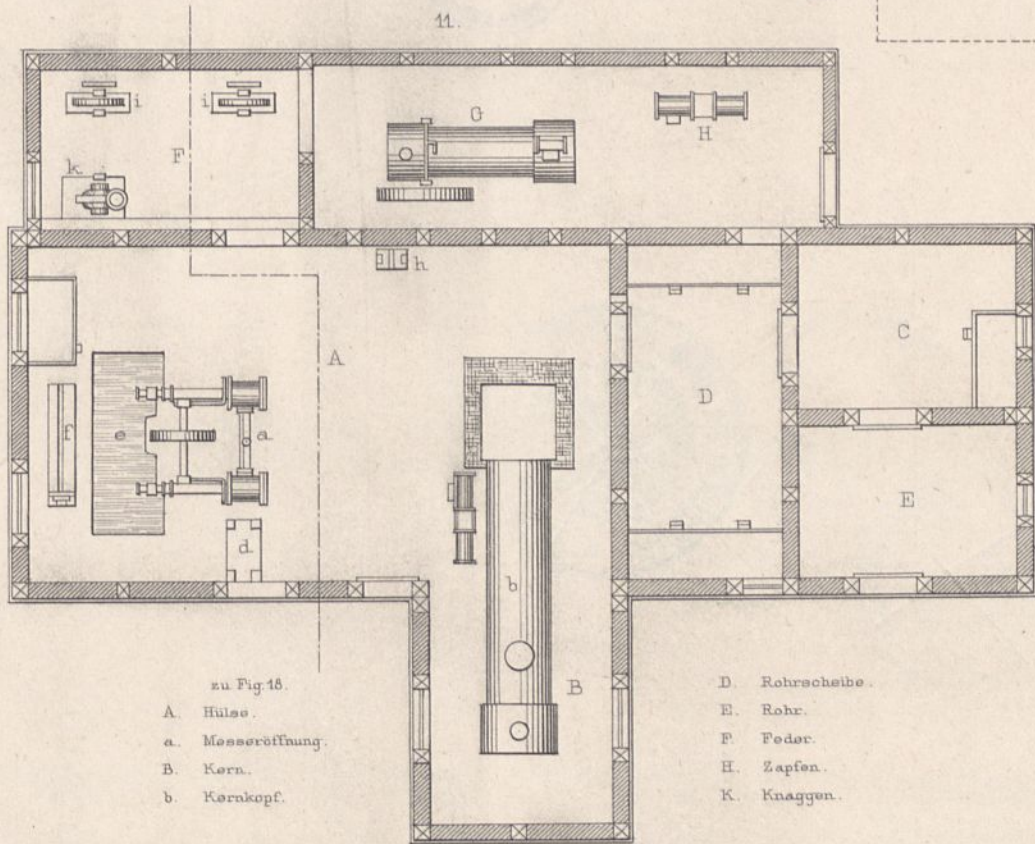 11.
i
i
G
H
F
k
h
A
C
D
f
e
a
E
d
b
B
zu Fig. 18.
A. Hülse.
a. Messeröffnung.
B. Kern.
b. Kernkopf.
D. Rohrscheibe.
E. Rohr.
F. Feder.
H. Zapfen.
K. Knaggen.